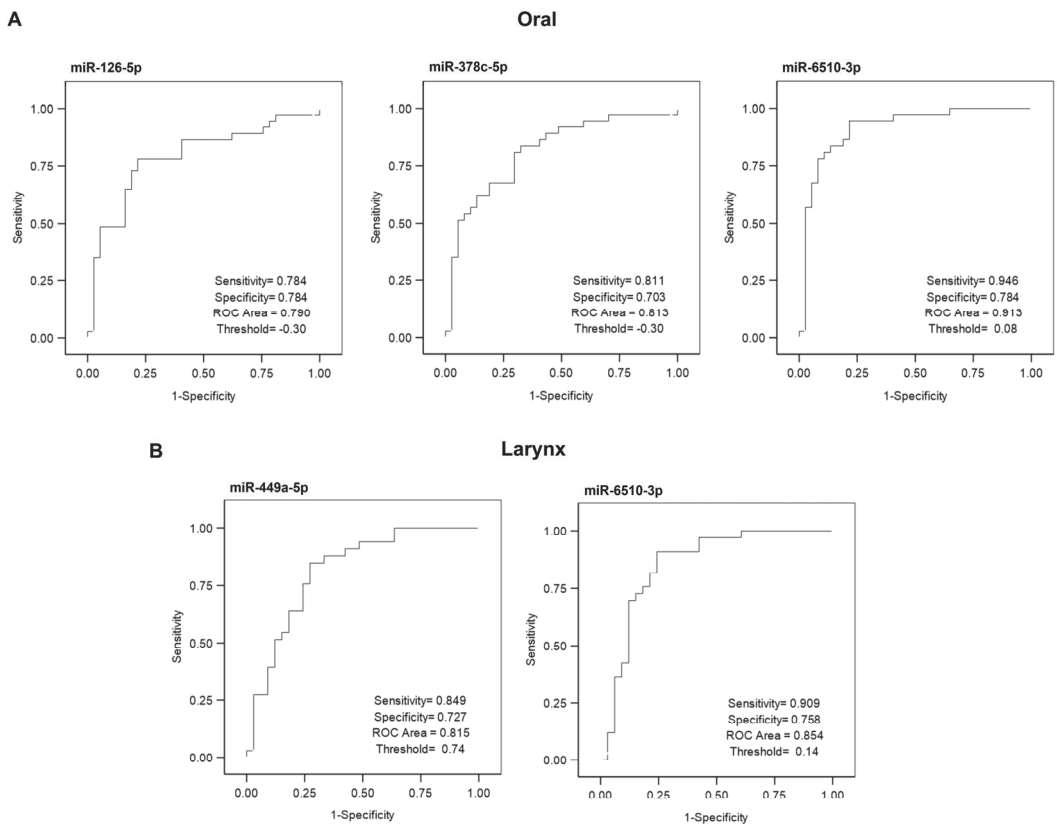 A
Oral
miR-126-5p
1.00
0.75
0.50
0.25
0.00
Sensitivity
Sensitivity= 0.784
Specificity= 0.784
ROC Area = 0.790
Threshold= -0.30
0.00 0.25 0.50 0.75 1.00
1-Specificity
miR-378c-5p
1.00
0.75
0.50
0.25
0.00
Sensitivity
Sensitivity= 0.811
Specificity= 0.703
ROC Area = 0.813
Threshold= -0.30
0.00 0.25 0.50 0.75 1.00
1-Specificity
miR-6510-3p
1.00
0.75
0.50
0.25
0.00
Sensitivity
Sensitivity= 0.946
Specificity= 0.784
ROC Area = 0.913
Threshold= 0.08
0.00 0.25 0.50 0.75 1.00
1-Specificity
B
Larynx
miR-449a-5p
1.00
0.75
0.50
0.25
0.00
Sensitivity
Sensitivity= 0.849
Specificity= 0.727
ROC Area = 0.815
Threshold= 0.74
0.00 0.25 0.50 0.75 1.00
1-Specificity
miR-6510-3p
1.00
0.75
0.50
0.25
0.00
Sensitivity
Sensitivity= 0.909
Specificity= 0.758
ROC Area = 0.854
Threshold= 0.14
0.00 0.25 0.50 0.75 1.00
1-Specificity